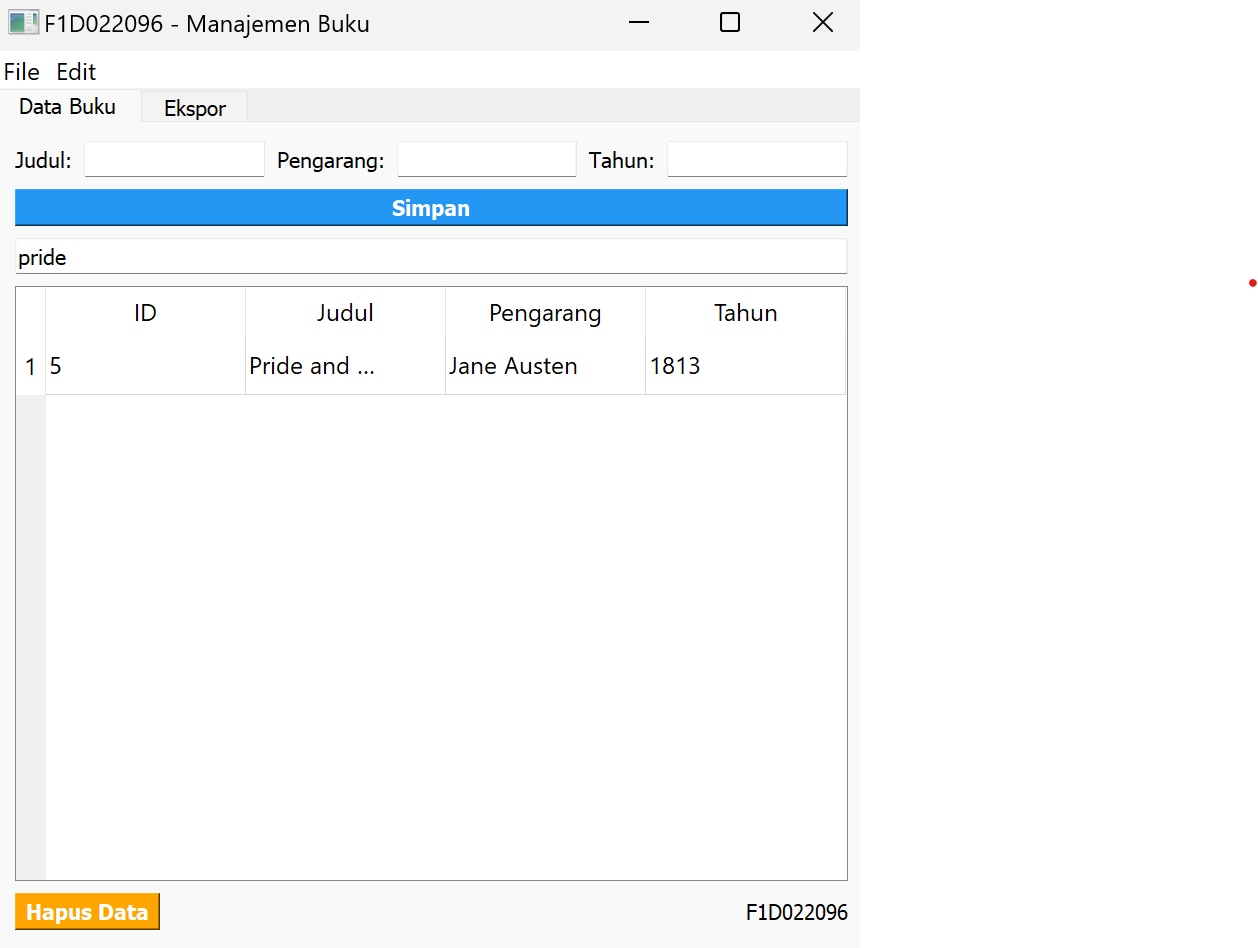 F1D022096 - Manajemen Buku
File Edit
Data Buku Ekspor
Judul: Pengarang: Tahun:
Simpan
pride
ID Judul Pengarang Tahun
1 5 Pride and ... Jane Austen 1813
Hapus Data F1D022096